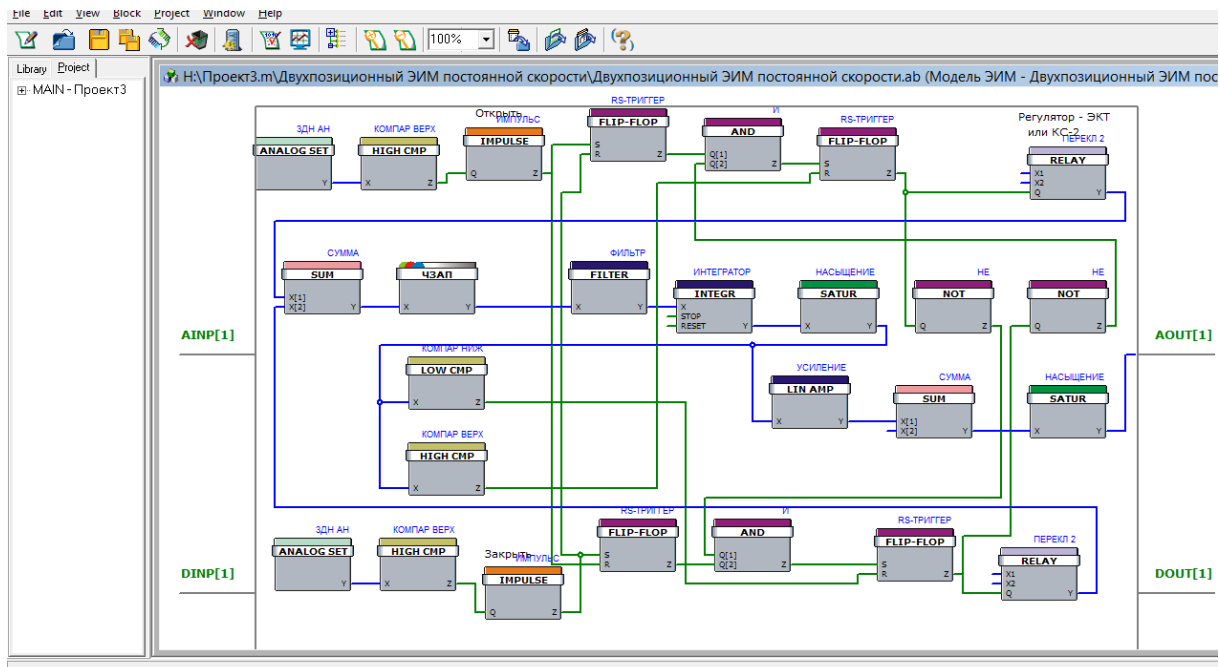 File Edit View Block Project Window Help
100%
Library Project
MAIN - Проект3
H:\Проект3.m\Двухпозиционный ЭИМ постоянной скорости\Двухпозиционный ЭИМ постоянной скорости.ab (Модель ЭИМ - Двухпозиционный ЭИМ пос
RS-ТРИГГЕР
FLIP-FLOP
S
R Z
Открыть
ИМПУЛЬС
IMPULSE
Q Z
И
AND
Q[1]
Q[2] Z
RS-ТРИГГЕР
FLIP-FLOP
S
R Z
Регулятор - ЭКТ
или КС-2
ПЕРЕКЛ 2
RELAY
X1
X2
Q Y
ЗДН АН
ANALOG SET
Y
КОМПАР ВЕРХ
HIGH CMP
X Z
СУММА
SUM
X[1]
X[2] Y
ЧЗАП
X Y
ФИЛЬТР
FILTER
X Y
ИНТЕГРАТОР
INTEGR
X
STOP
RESET Y
НАСЫЩЕНИЕ
SATUR
X Y
НЕ
NOT
Q Z
НЕ
NOT
Q Z
AINP[1]
AOUT[1]
КОМПАР НИЖ
LOW CMP
X Z
УСИЛЕНИЕ
LIN AMP
X Y
СУММА
SUM
X[1]
X[2] Y
НАСЫЩЕНИЕ
SATUR
X Y
КОМПАР ВЕРХ
HIGH CMP
X Z
ЗДН АН
ANALOG SET
Y
КОМПАР ВЕРХ
HIGH CMP
X Z
Закрыть
ИМПУЛЬС
IMPULSE
Q Z
RS-ТРИГГЕР
FLIP-FLOP
S
R Z
И
AND
Q[1]
Q[2] Z
RS-ТРИГГЕР
FLIP-FLOP
S
R Z
ПЕРЕКЛ 2
RELAY
X1
X2
Q Y
DINP[1]
DOUT[1]